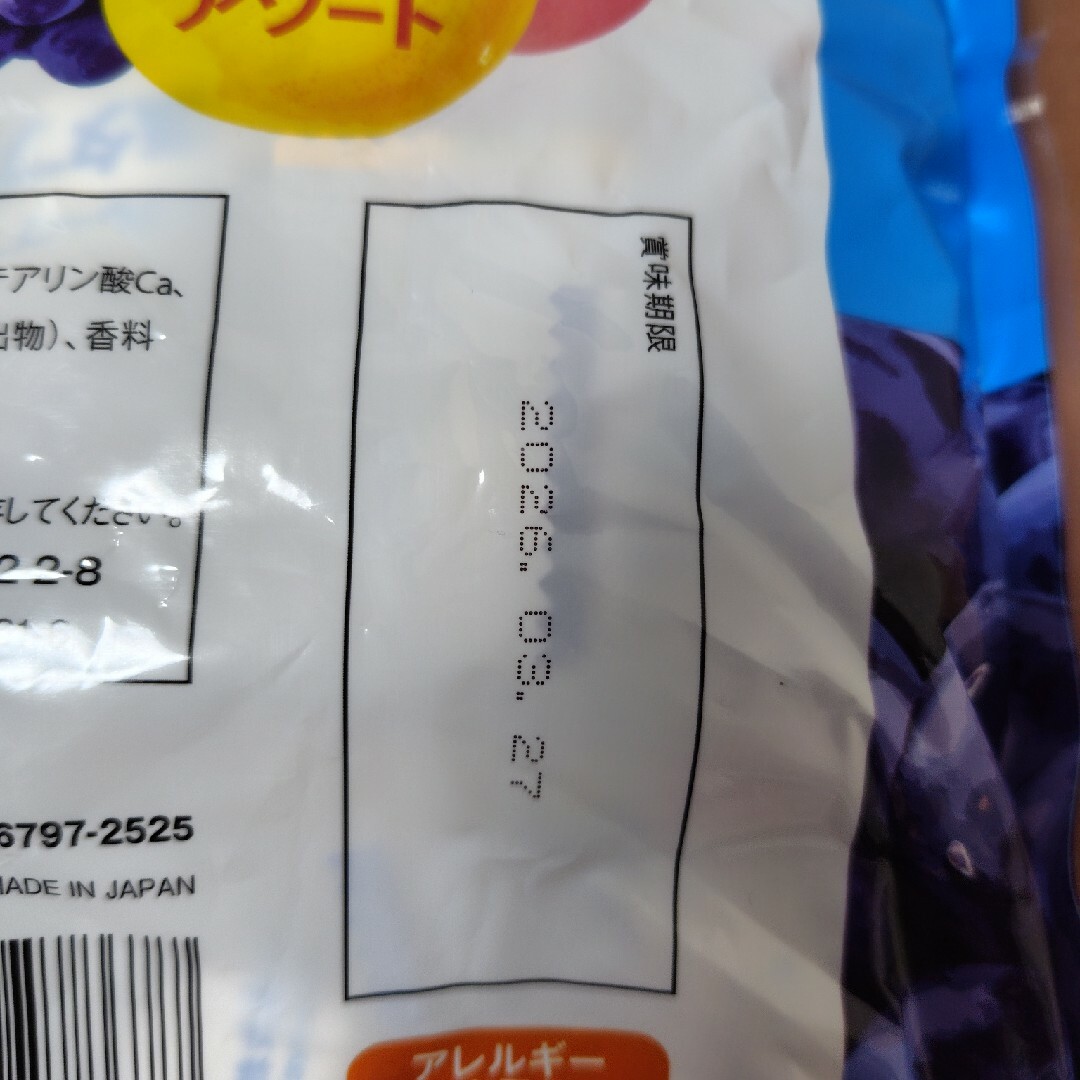 アソート
テアリン酸Ca、
出物)、香料
してください。
2-2-8
6797-2525
MADE IN JAPAN
賞味期限
2026. 03. 27
アレルギー